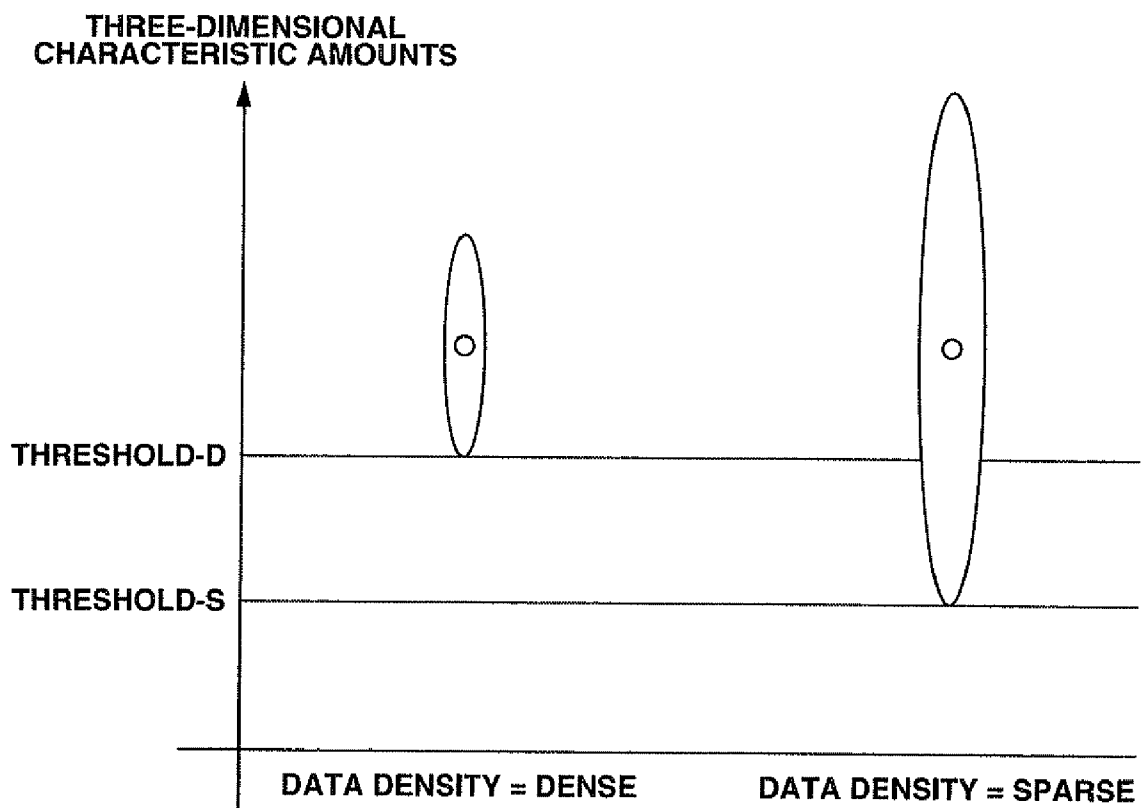 THREE-DIMENSIONAL
CHARACTERISTIC AMOUNTS
THRESHOLD-D
THRESHOLD-S
DATA DENSITY = DENSE
DATA DENSITY = SPARSE